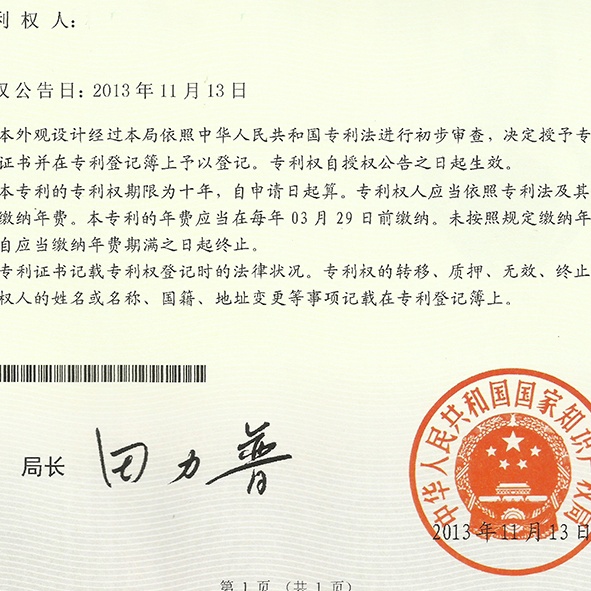 利 权 人：
权公告日：2013 年 11 月 13 日
本外观设计经过本局依照中华人民共和国专利法进行初步审查，决定授予专
证书并在专利登记簿上予以登记。专利权自授权公告之日起生效。
本专利的专利权期限为十年，自申请日起算。专利权人应当依照专利法及其
缴纳年费。本专利的年费应当在每年 03 月 29 日前缴纳。未按照规定缴纳年
自应当缴纳年费期满之日起终止。
专利证书记载专利权登记时的法律状况。专利权的转移、质押、无效、终止
权人的姓名或名称、国籍、地址变更等事项记载在专利登记簿上。
局长 田力普
中华人民共和国国家知识产权局
2013 年 11 月 13 日
第 1 页 （共 1 页）